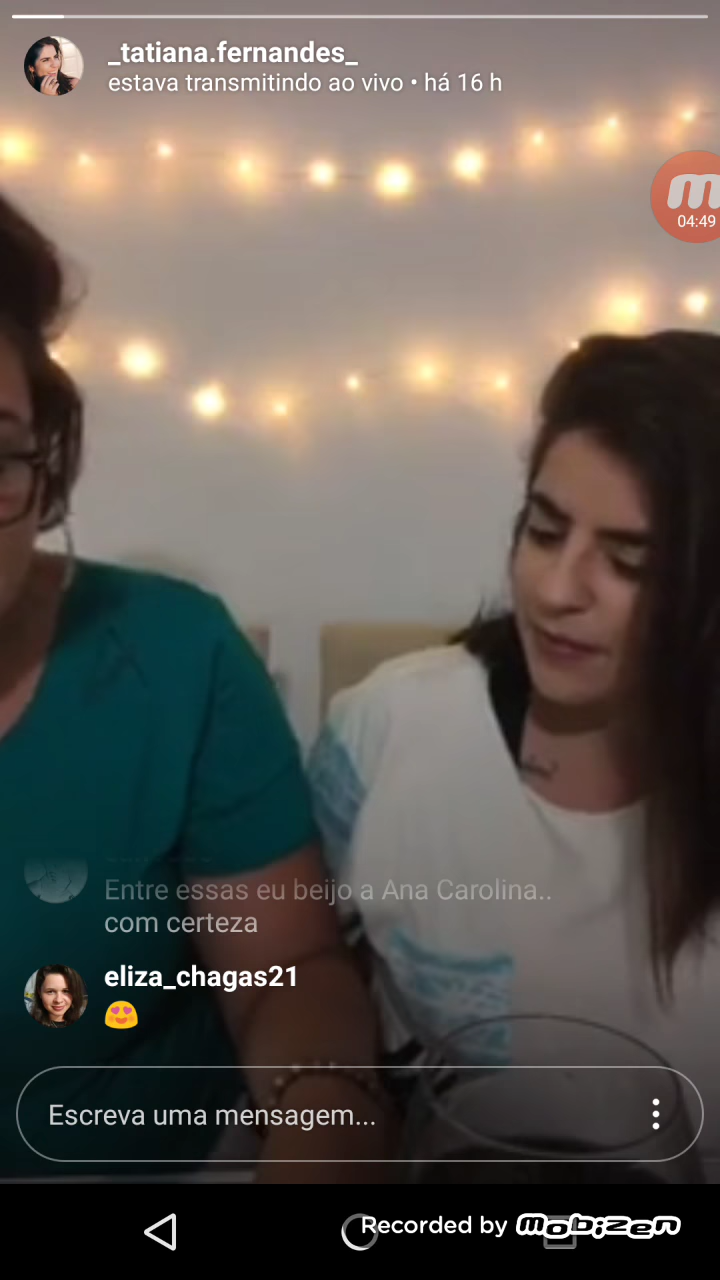 _tatiana.fernandes_
estava transmitindo ao vivo • há 16 h
m
04:49
Entre essas eu beijo a Ana Carolina..
com certeza
eliza_chagas21
😍
Escreva uma mensagem...
Recorded by mobizen